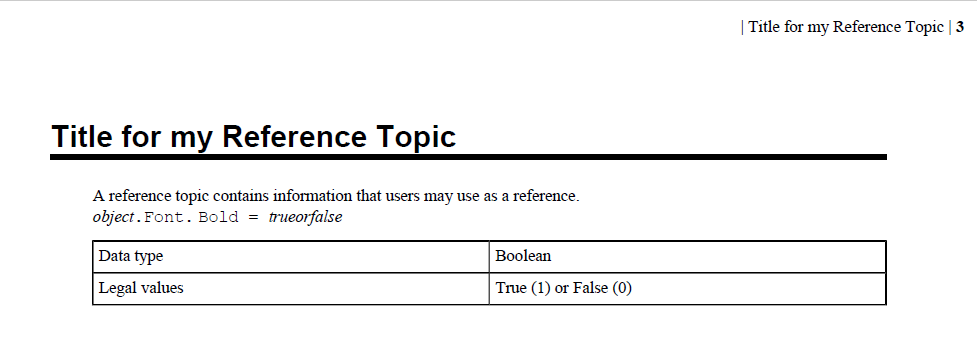 | Title for my Reference Topic | 3
Title for my Reference Topic
A reference topic contains information that users may use as a reference.
object.Font. Bold = trueorfalse
Data type Boolean
Legal values True (1) or False (0)